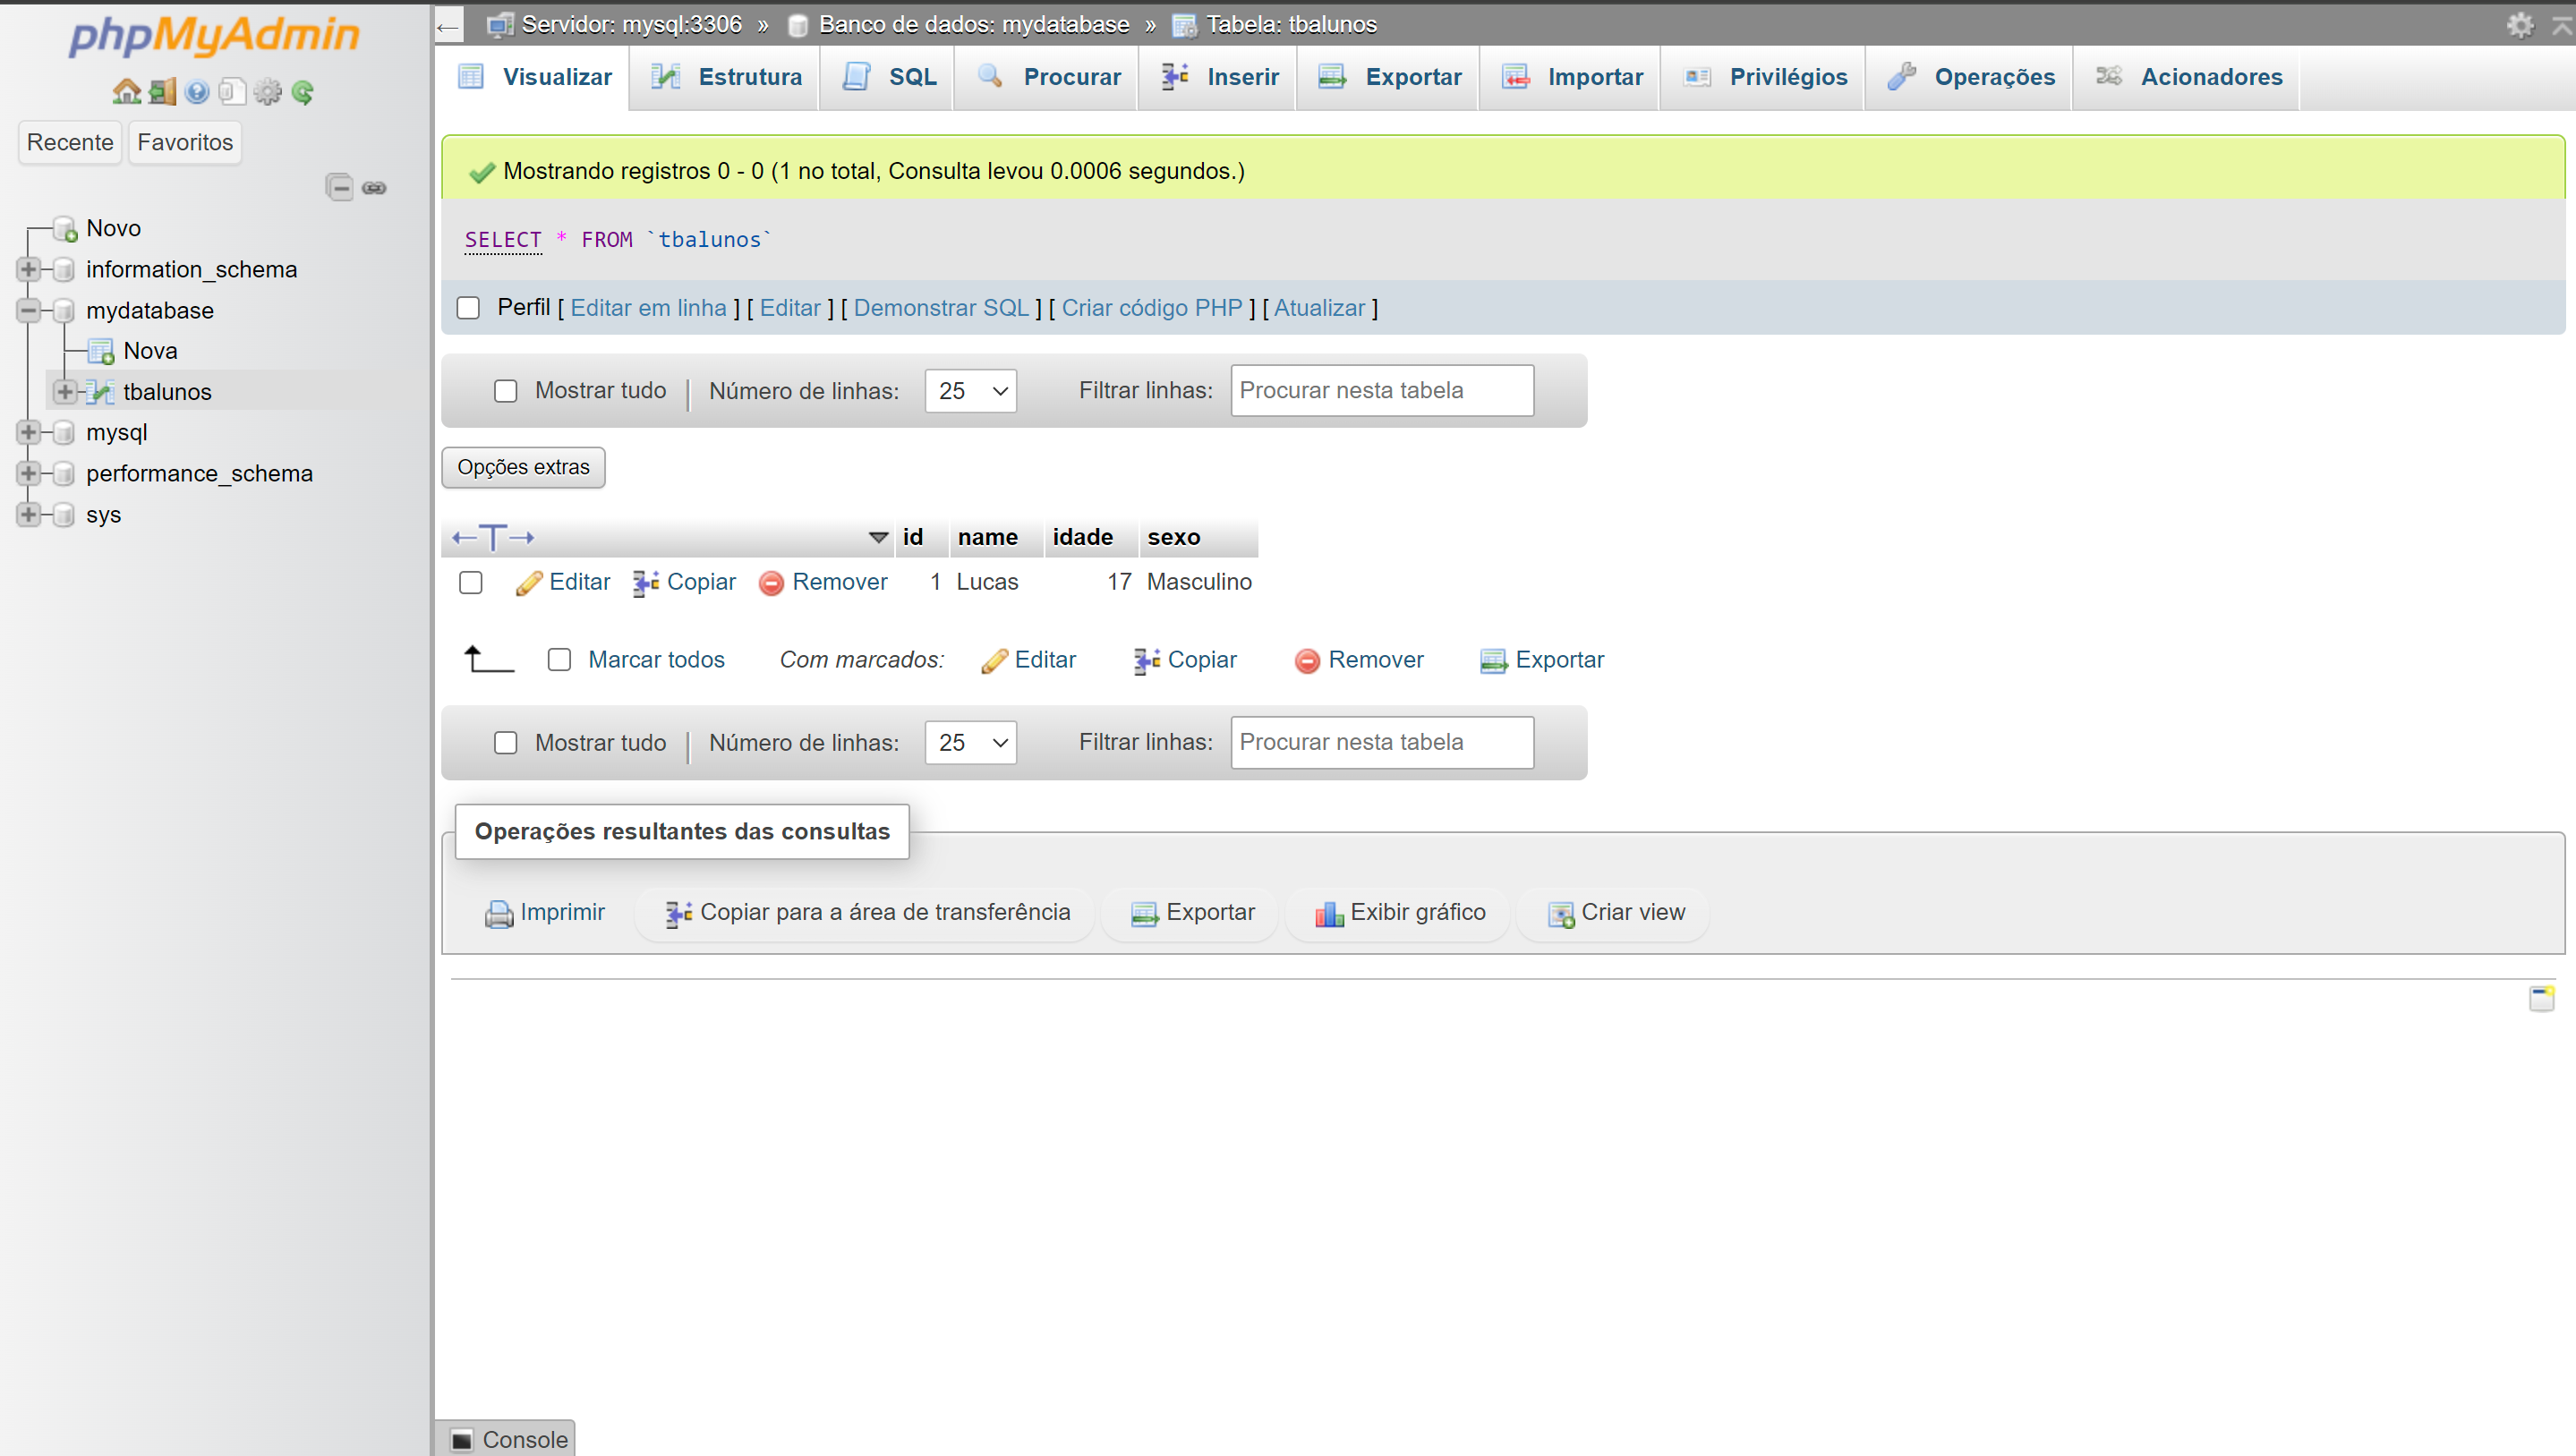 phpMyAdmin
Recente Favoritos
Novo
information_schema
mydatabase
Nova
tbalunos
mysql
performance_schema
sys
← Servidor: mysql:3306 » Banco de dados: mydatabase » Tabela: tbalunos
Visualizar Estrutura SQL Procurar Inserir Exportar Importar Privilégios Operações Acionadores
Mostrando registros 0 - 0 (1 no total, Consulta levou 0.0006 segundos.)
SELECT * FROM `tbalunos`
Perfil [ Editar em linha ] [ Editar ] [ Demonstrar SQL ] [ Criar código PHP ] [ Atualizar ]
Mostrar tudo | Número de linhas: 25 Filtrar linhas: Procurar nesta tabela
Opções extras
←T→ id name idade sexo
Editar Copiar Remover 1 Lucas 17 Masculino
Marcar todos Com marcados: Editar Copiar Remover Exportar
Mostrar tudo | Número de linhas: 25 Filtrar linhas: Procurar nesta tabela
Operações resultantes das consultas
Imprimir Copiar para a área de transferência Exportar Exibir gráfico Criar view
Console